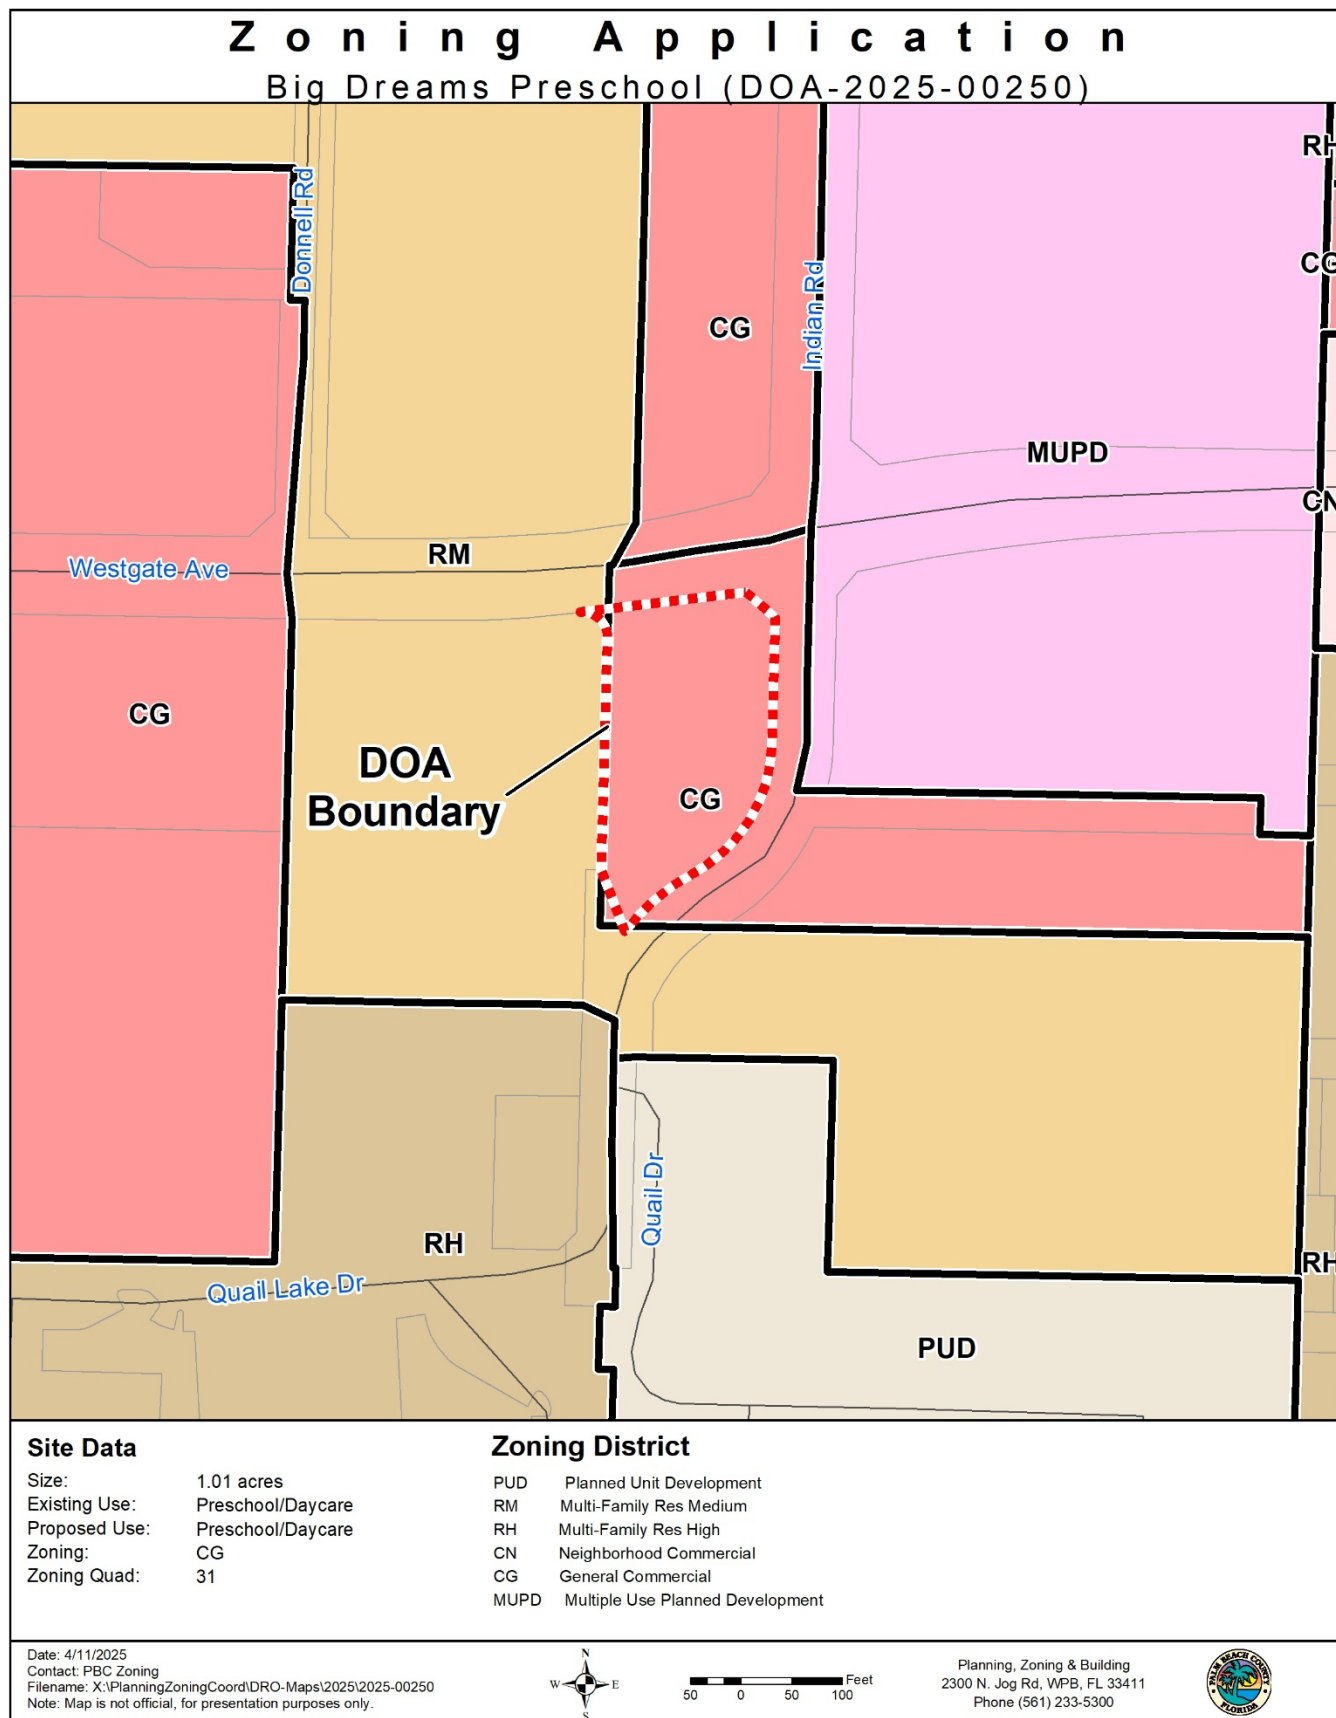 Zoning Application
Big Dreams Preschool (DOA-2025-00250)
RH
Donnell Rd
CG
Indian Rd
CG
MUPD
CN
RM
Westgate Ave
CG
DOA
Boundary
CG
Quail Dr
RH
RH
Quail Lake Dr
PUD
Site Data
Size: 1.01 acres
Existing Use: Preschool/Daycare
Proposed Use: Preschool/Daycare
Zoning: CG
Zoning Quad: 31
Zoning District
PUD Planned Unit Development
RM Multi-Family Res Medium
RH Multi-Family Res High
CN Neighborhood Commercial
CG General Commercial
MUPD Multiple Use Planned Development
Date: 4/11/2025
Contact: PBC Zoning
Filename: X:\PlanningZoningCoord\DRO-Maps\2025\2025-00250
Note: Map is not official, for presentation purposes only.
N
W E
S
Feet
50 0 50 100
Planning, Zoning & Building
2300 N. Jog Rd, WPB, FL 33411
Phone (561) 233-5300
PALM BEACH COUNTY
FLORIDA